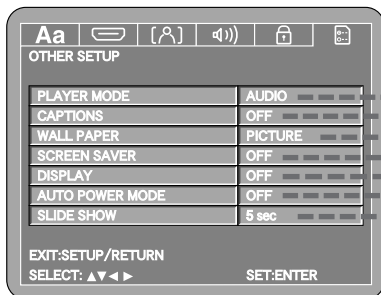 Aa
OTHER SETUP
PLAYER MODE AUDIO
CAPTIONS OFF
WALL PAPER PICTURE
SCREEN SAVER OFF
DISPLAY OFF
AUTO POWER MODE OFF
SLIDE SHOW 5 sec
EXIT:SETUP/RETURN
SELECT: ▲▼◄ ► SET:ENTER